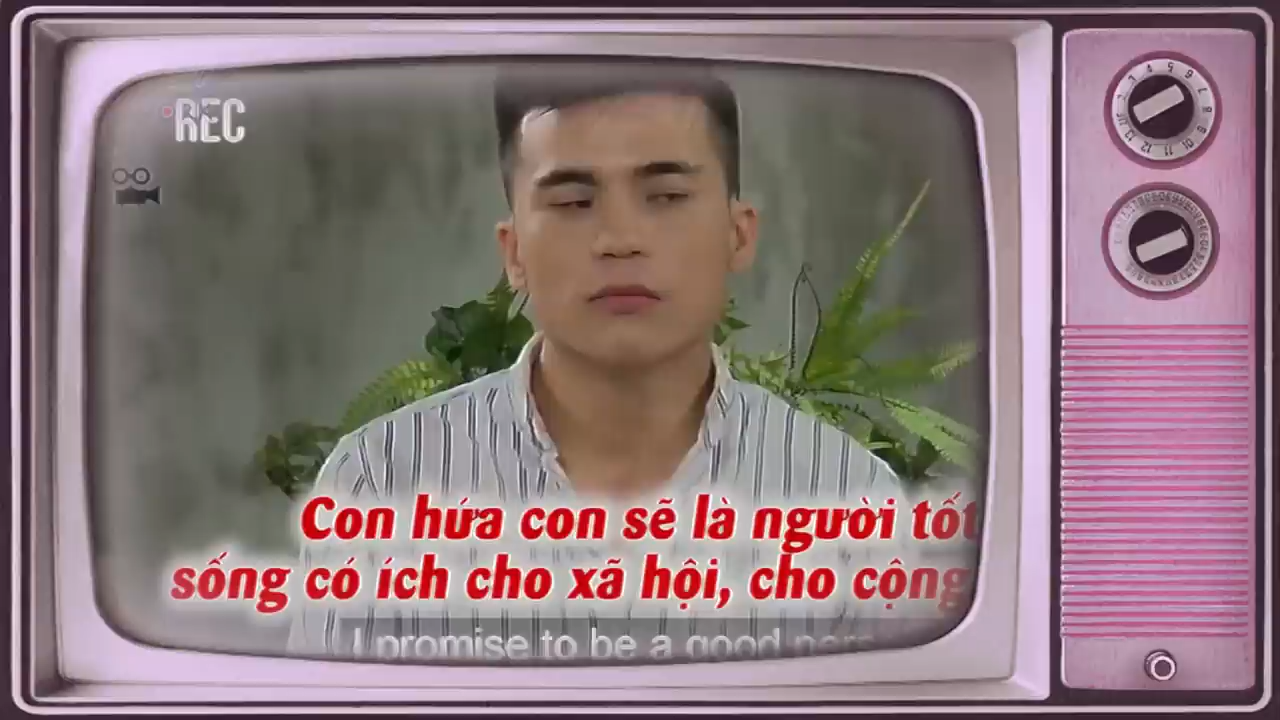 REC
Con hứa con sẽ là người tốt
sống có ích cho xã hội, cho cộng
I promise to be a good